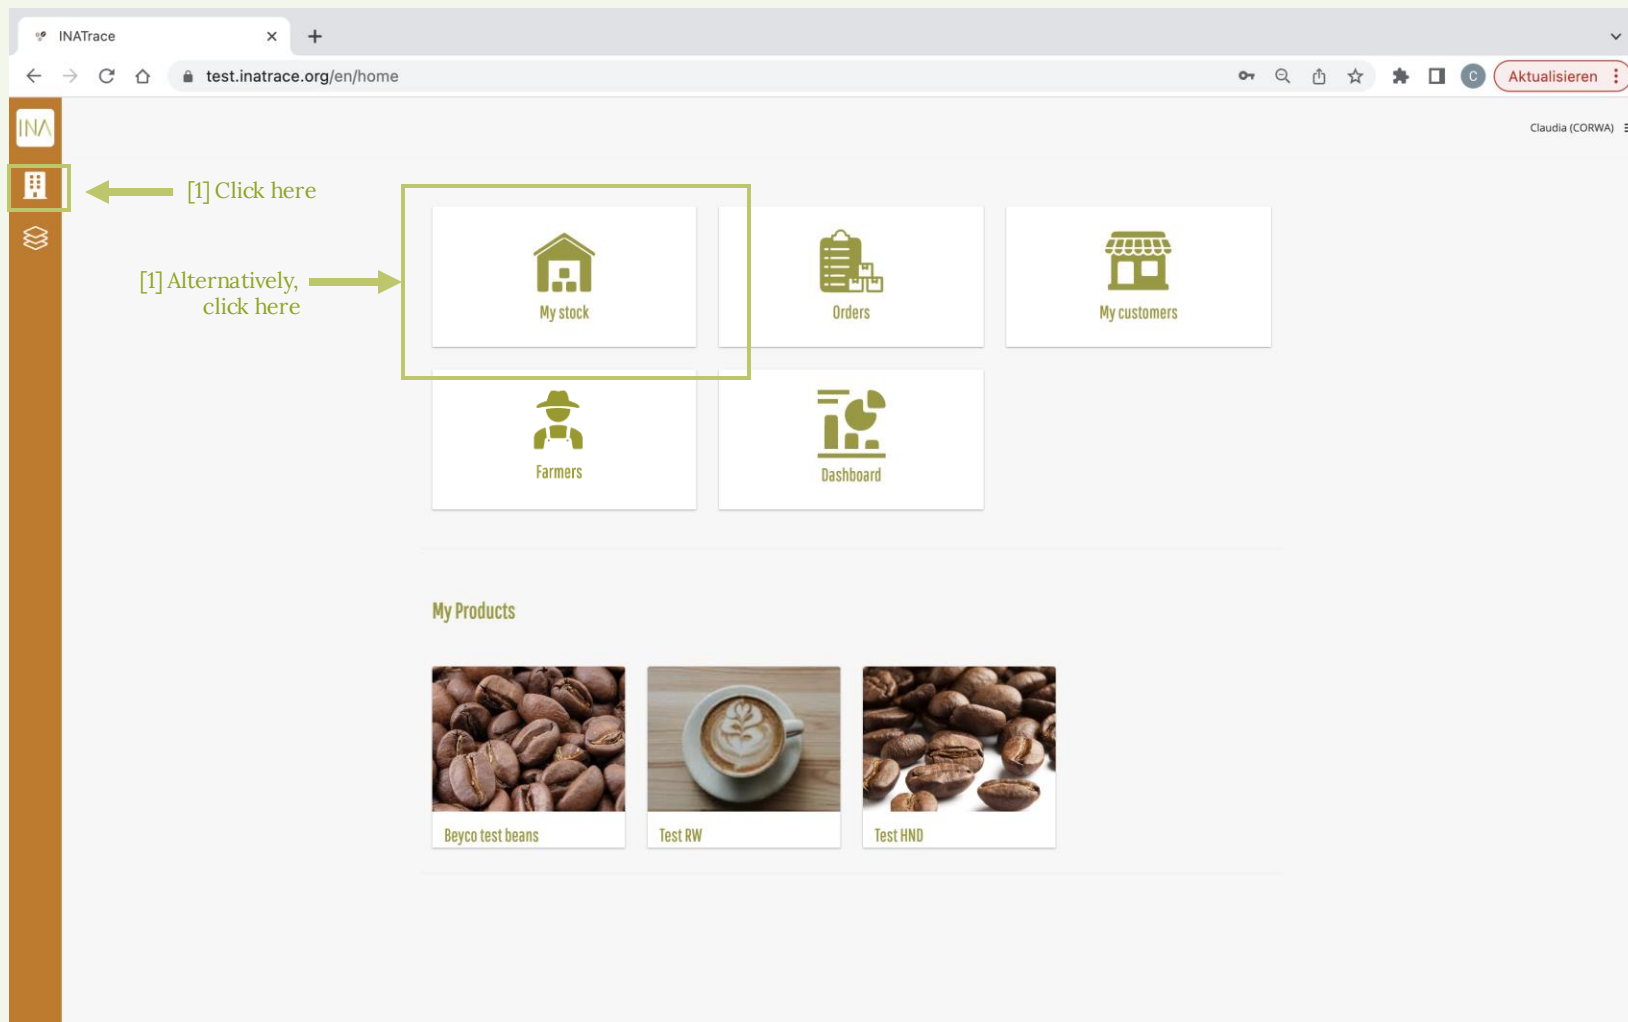 INATrace
test.inatrace.org/en/home
C
Aktualisieren
INA
Claudia (CORWA)
[1] Click here
[1] Alternatively,
click here
My stock
Orders
My customers
Farmers
Dashboard
My Products
Beyco test beans
Test RW
Test HND